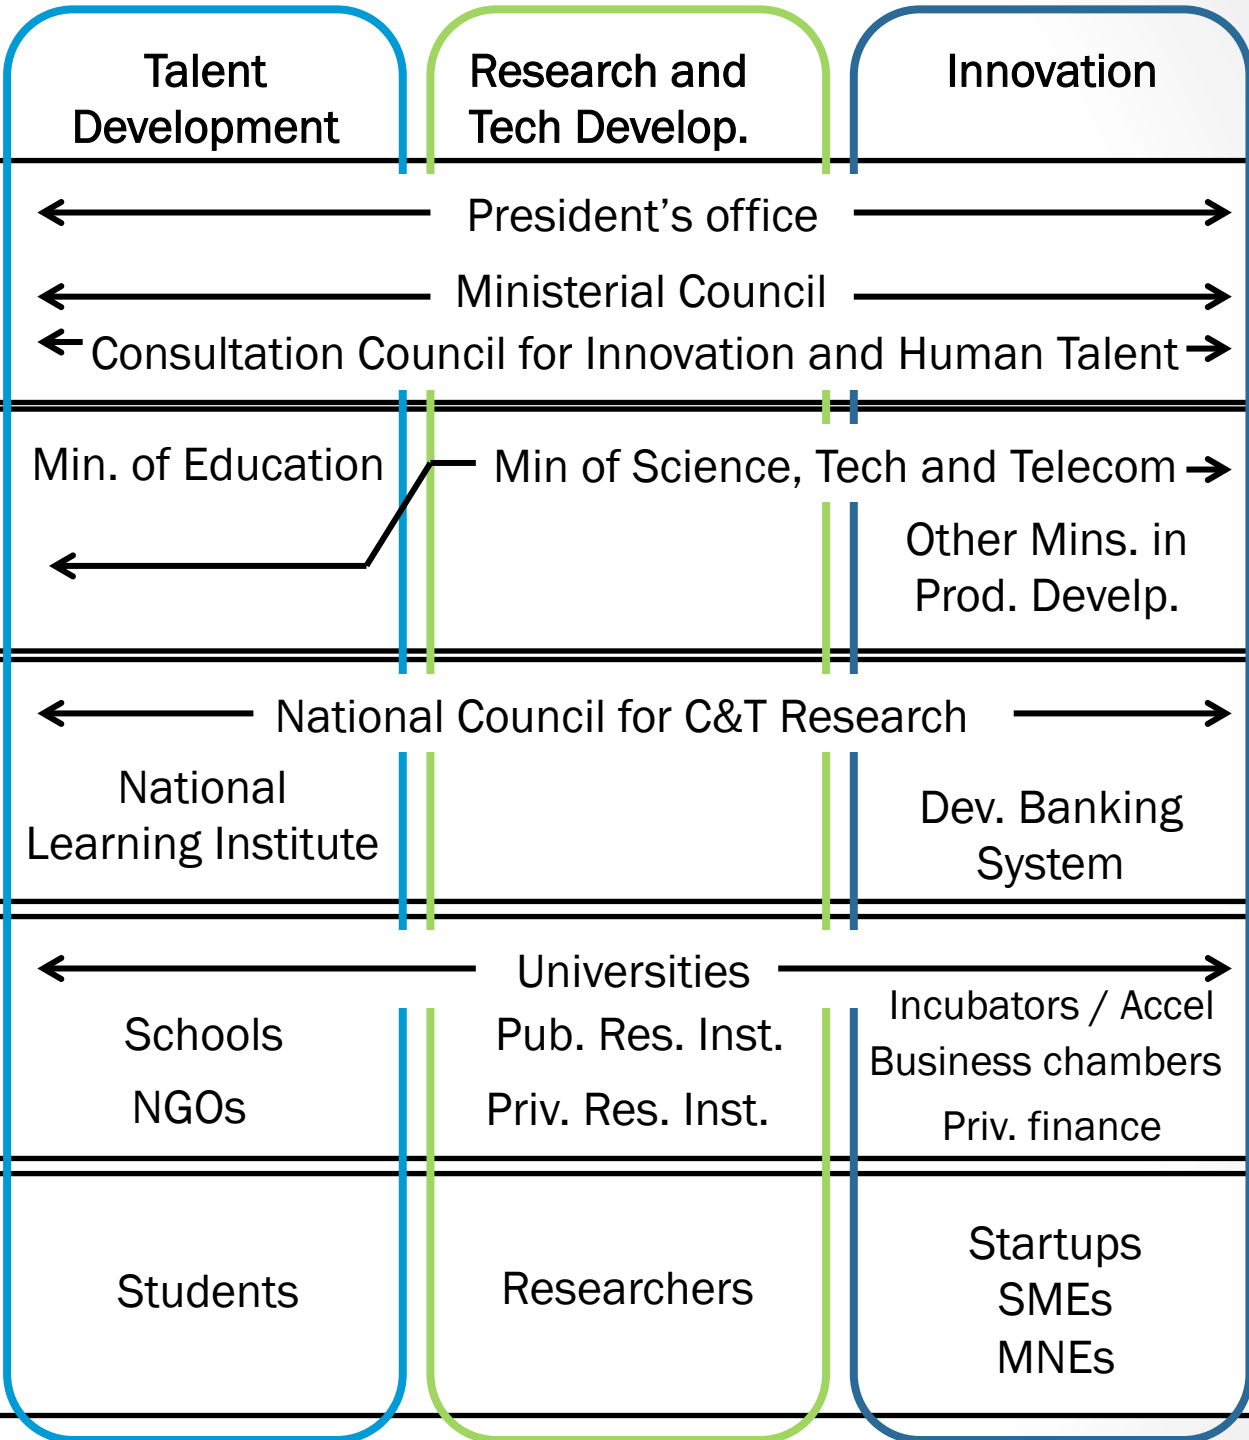 Talent
Development
Research and
Tech Develop.
Innovation
President's office
Ministerial Council
Consultation Council for Innovation and Human Talent
Min. of Education
Min of Science, Tech and Telecom
Other Mins. in
Prod. Develp.
National Council for C&T Research
National
Learning Institute
Dev. Banking
System
Universities
Schools
NGOs
Pub. Res. Inst.
Priv. Res. Inst.
Incubators / Accel
Business chambers
Priv. finance
Students
Researchers
Startups
SMEs
MNEs